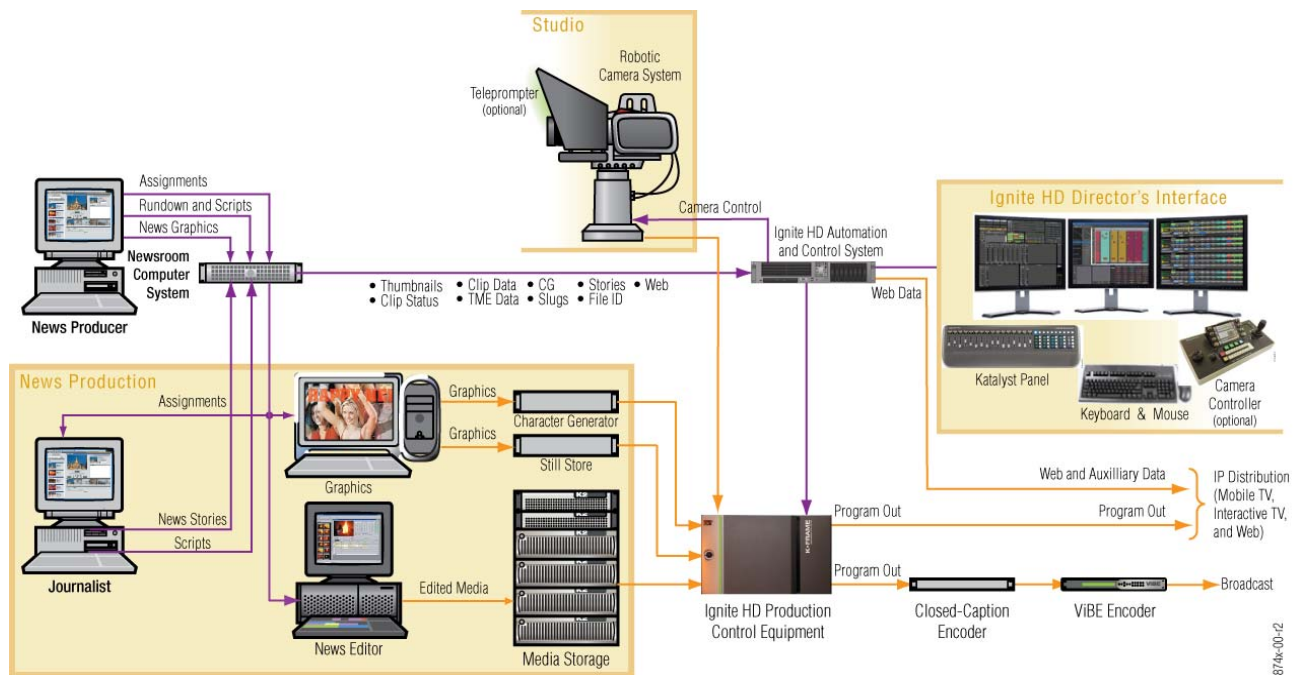 Studio
Robotic
Camera System
Teleprompter
(optional)
Assignments
Rundown and Scripts
News Graphics
Newsroom
Computer
System
News Producer
Camera Control
Ignite HD Automation
and Control System
• Thumbnails • Clip Data • CG • Stories • Web
• Clip Status • TME Data • Slugs • File ID
Web Data
Ignite HD Director's Interface
Katalyst Panel
Keyboard & Mouse
Camera
Controller
(optional)
News Production
Assignments
Graphics
Character Generator
Graphics
Still Store
Graphics
News Stories
Scripts
Journalist
Edited Media
News Editor
Media Storage
K-FRAME
Ignite HD Production
Control Equipment
Web and Auxilliary Data
Program Out
Program Out
IP Distribution
(Mobile TV,
Interactive TV,
and Web)
Program Out
Closed-Caption
Encoder
ViBE
ViBE Encoder
Broadcast
874x-00-r2